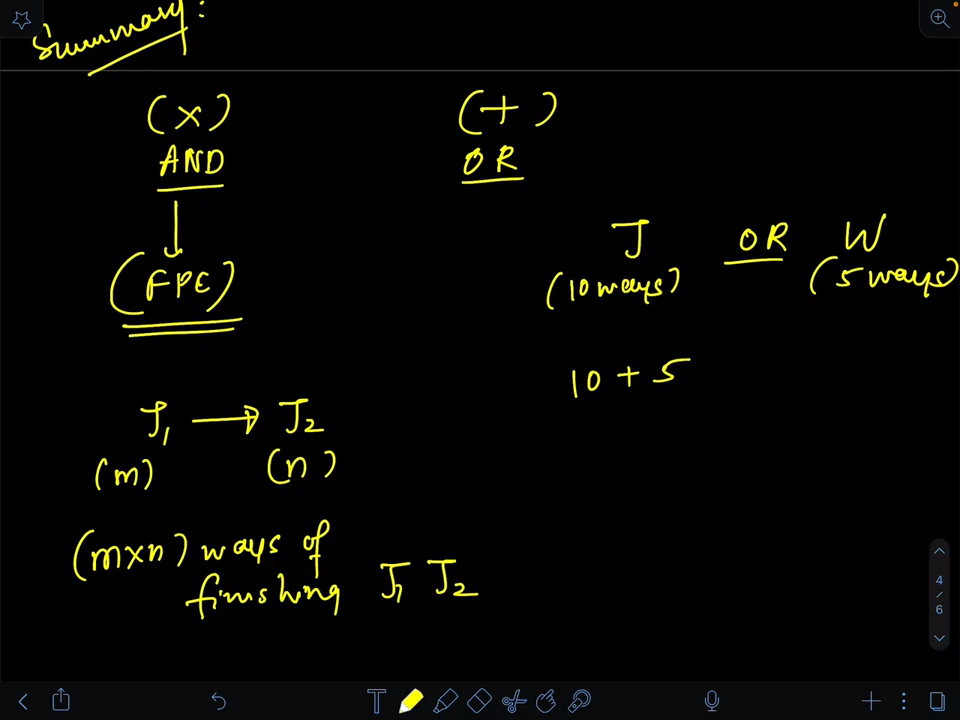 Summary:
(×) (+)
AND OR
(FPE)
J OR W
(10 ways) (5 ways)
10 + 5
J₁ → J₂
(m) (n)
(m×n) ways of
finishing J₁ J₂
4
/
6
T